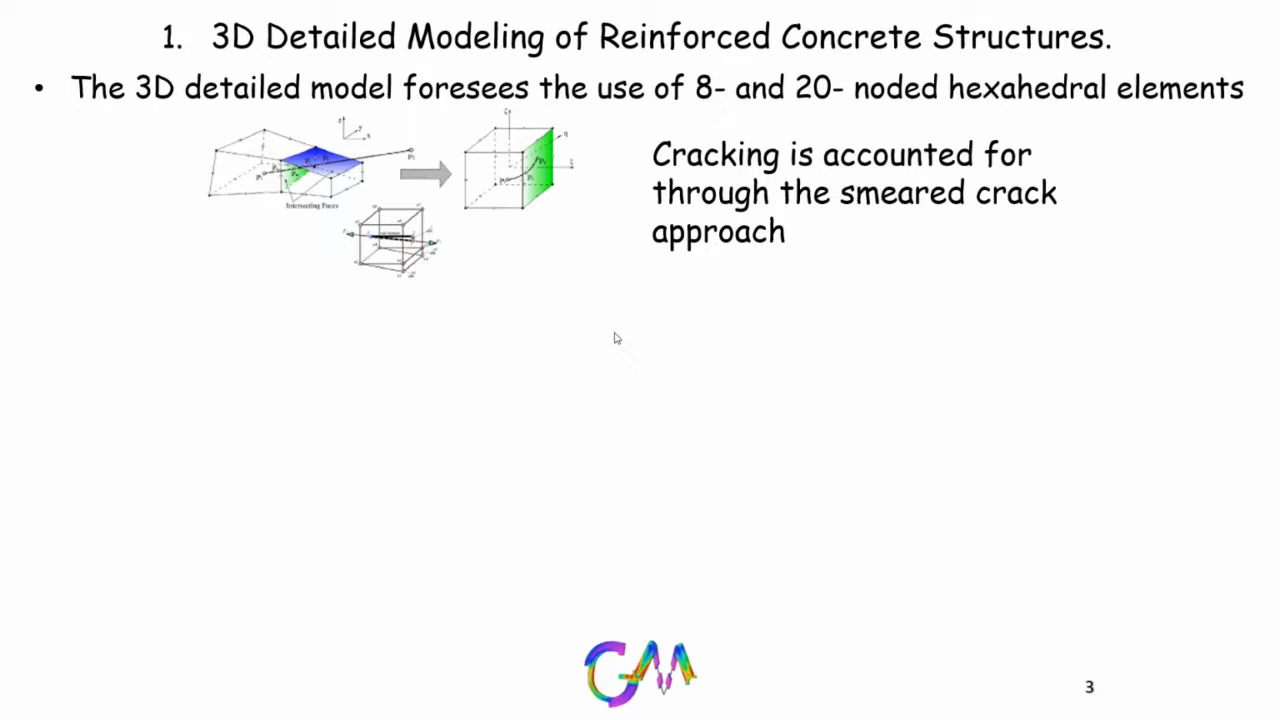 1. 3D Detailed Modeling of Reinforced Concrete Structures.
• The 3D detailed model foresees the use of 8- and 20- noded hexahedral elements
Cracking is accounted for
through the smeared crack
approach
Intersecting Faces
3